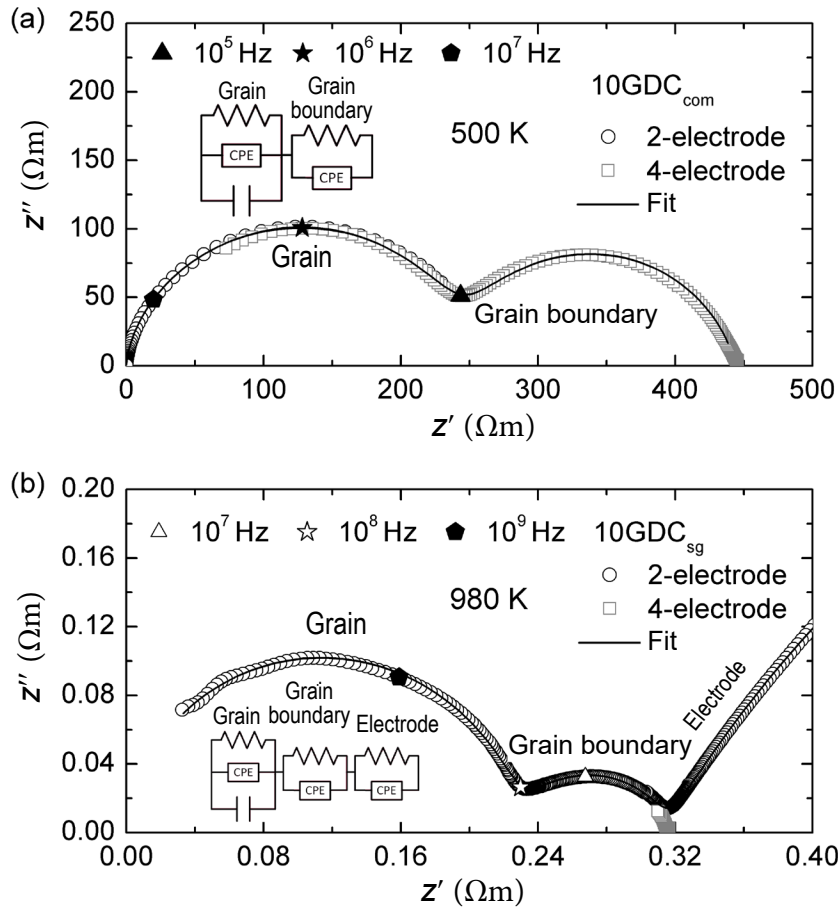 (a)
250
200
150
100
50
0
z″ (Ωm)
▲ 10⁵ Hz ★ 10⁶ Hz ⬟ 10⁷ Hz
Grain
Grain
boundary
CPE
CPE
500 K
10GDC_com
○ 2-electrode
□ 4-electrode
— Fit
Grain
Grain boundary
0 100 200 300 400 500
z′ (Ωm)
(b)
0.20
0.16
0.12
0.08
0.04
0.00
z″ (Ωm)
△ 10⁷ Hz ☆ 10⁸ Hz ⬟ 10⁹ Hz
980 K
10GDC_sg
○ 2-electrode
□ 4-electrode
— Fit
Grain
Grain
Grain
boundary
Electrode
CPE
CPE
CPE
Grain boundary
Electrode
0.00 0.08 0.16 0.24 0.32 0.40
z′ (Ωm)